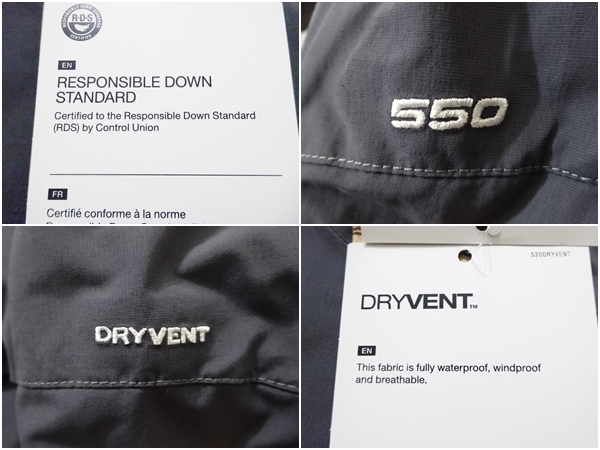 R·D·S
CERTIFIED
EN
RESPONSIBLE DOWN
STANDARD
Certified to the Responsible Down Standard
(RDS) by Control Union
FR
Certifié conforme à la norme
550
DRYVENT
S20DRYVENT
DRYVENT™
EN
This fabric is fully waterproof, windproof
and breathable.